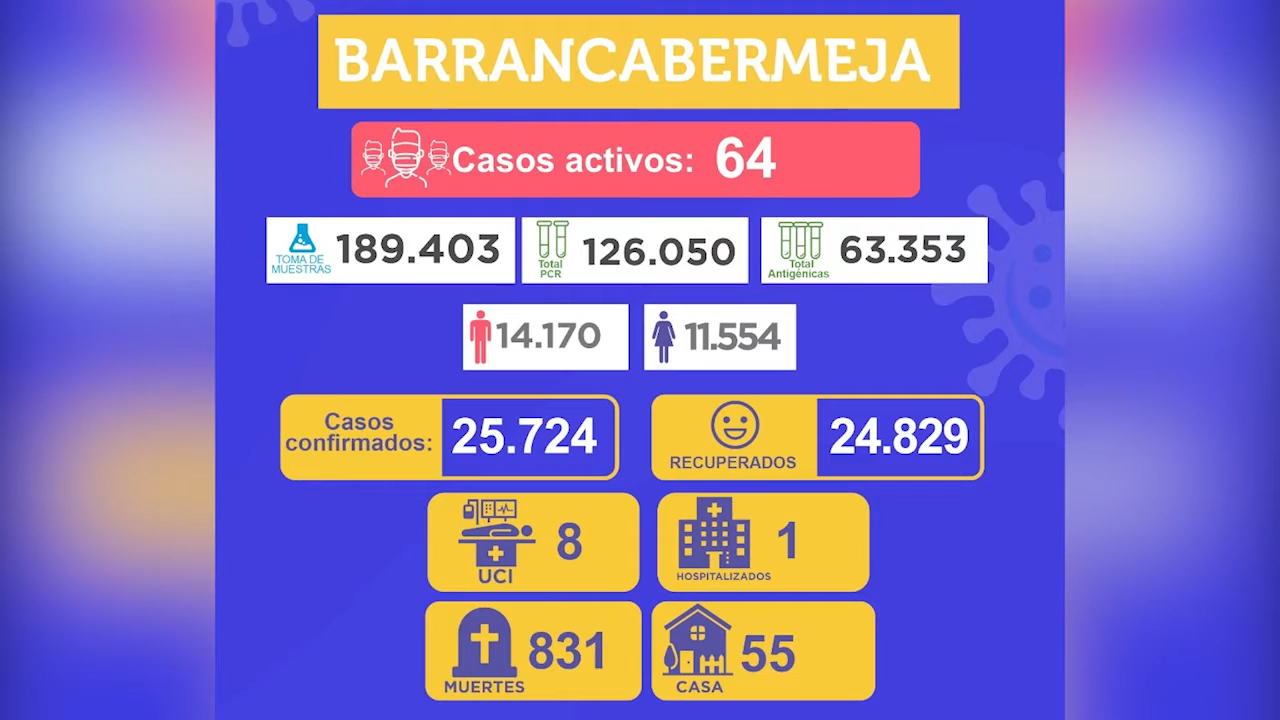 BARRANCABERMEJA
Casos activos: 64
TOMA DE
MUESTRAS
189.403
Total
PCR
126.050
Total
Antigénicas
63.353
14.170
11.554
Casos
confirmados:
25.724
RECUPERADOS
24.829
UCI
8
HOSPITALIZADOS
1
MUERTES
831
CASA
55